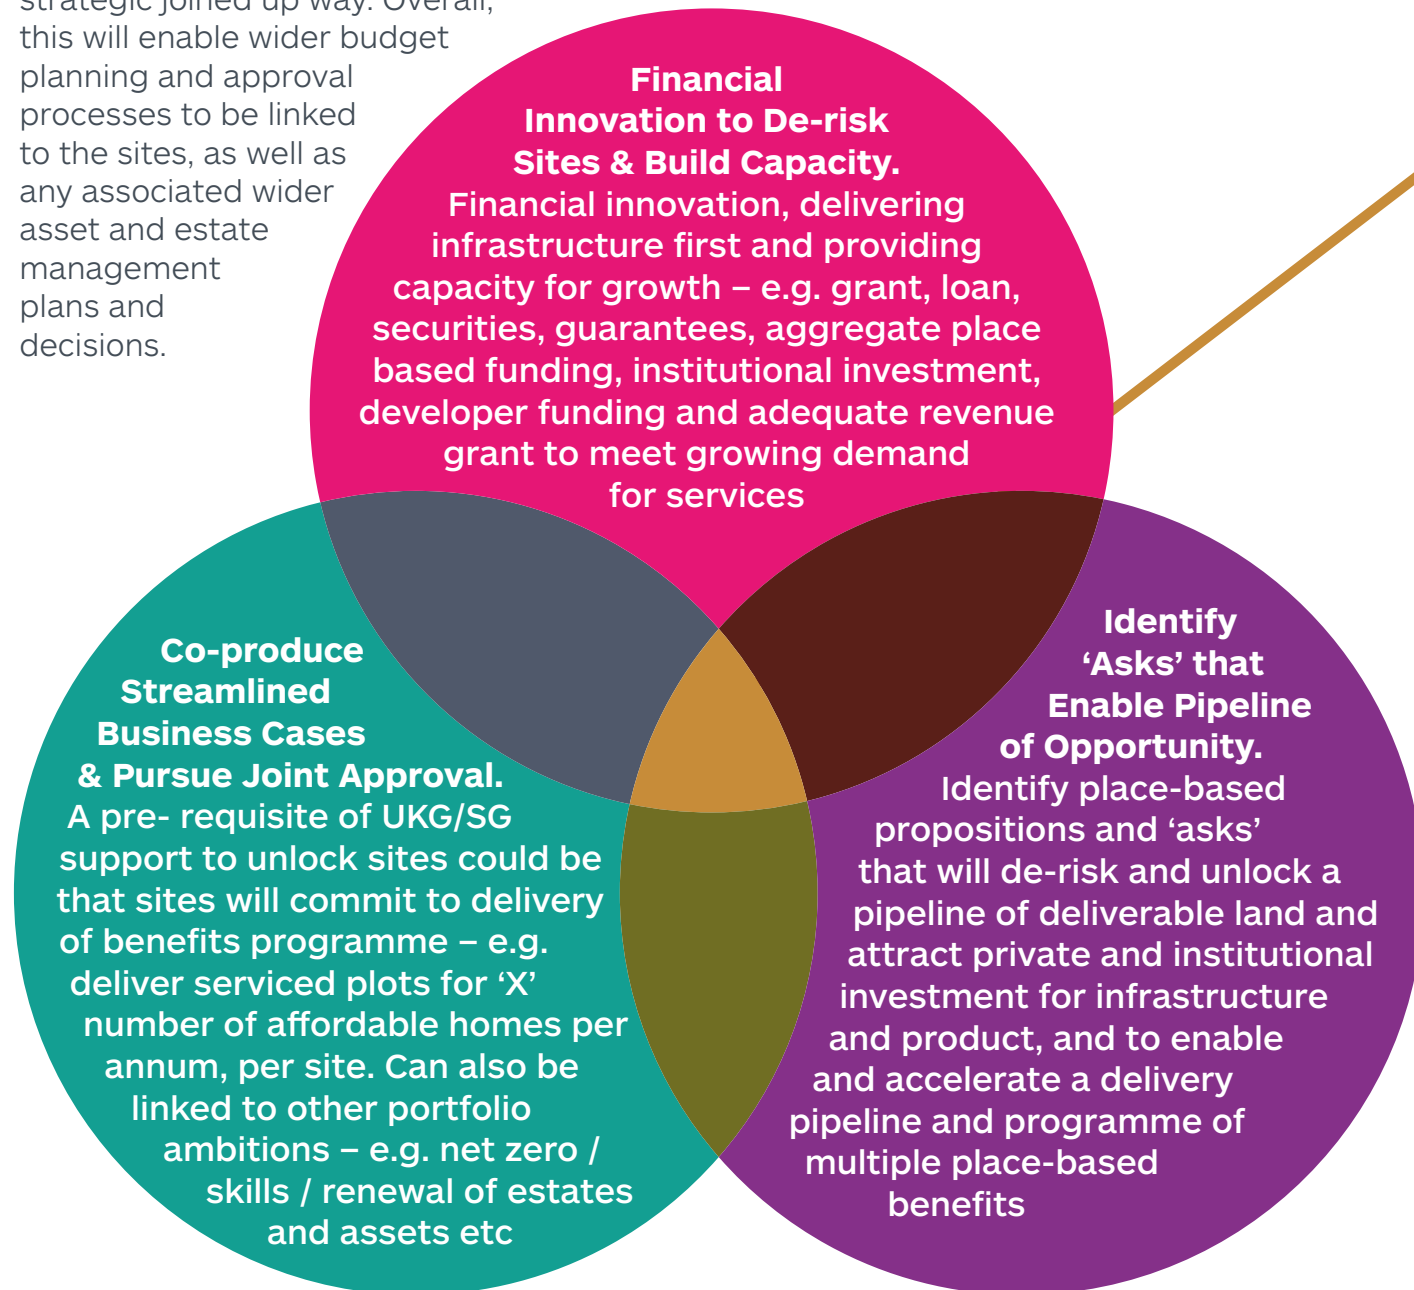 strategic joined up way. Overall,
this will enable wider budget
planning and approval
processes to be linked
to the sites, as well as
any associated wider
asset and estate
management
plans and
decisions.
Financial
Innovation to De-risk
Sites & Build Capacity.
Financial innovation, delivering
infrastructure first and providing
capacity for growth – e.g. grant, loan,
securities, guarantees, aggregate place
based funding, institutional investment,
developer funding and adequate revenue
grant to meet growing demand
for services
Co-produce
Streamlined
Business Cases
& Pursue Joint Approval.
A pre- requisite of UKG/SG
support to unlock sites could be
that sites will commit to delivery
of benefits programme – e.g.
deliver serviced plots for ‘X’
number of affordable homes per
annum, per site. Can also be
linked to other portfolio
ambitions – e.g. net zero /
skills / renewal of estates
and assets etc
Identify
‘Asks’ that
Enable Pipeline
of Opportunity.
Identify place-based
propositions and ‘asks’
that will de-risk and unlock a
pipeline of deliverable land and
attract private and institutional
investment for infrastructure
and product, and to enable
and accelerate a delivery
pipeline and programme of
multiple place-based
benefits